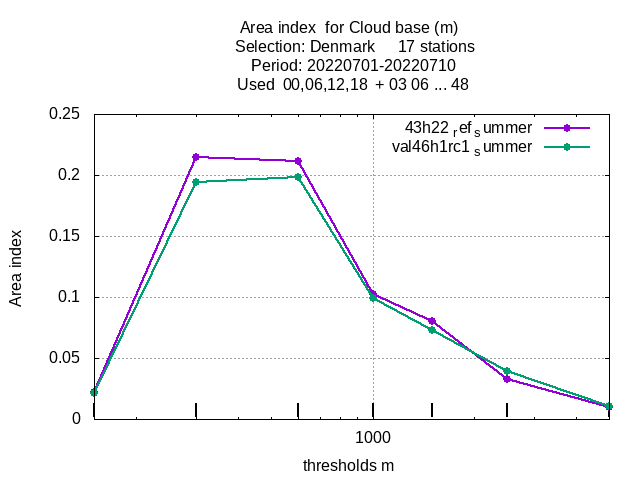 Area index  for Cloud base (m)
Selection: Denmark     17 stations
Period: 20220701-20220710
Used  00,06,12,18  + 03 06 ... 48
0.25
43h22 ref summer
val46h1rc1 summer
0.2
0.15
Area index
0.1
0.05
0
1000
thresholds m